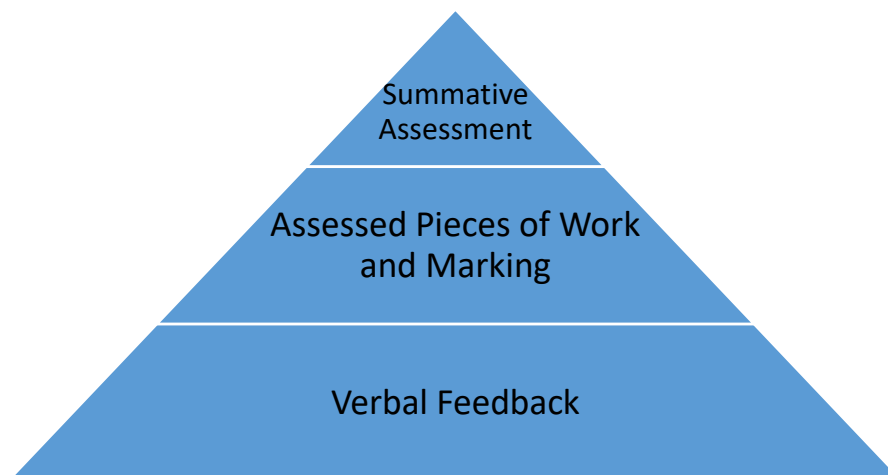 Summative
Assessment
Assessed Pieces of Work
and Marking
Verbal Feedback